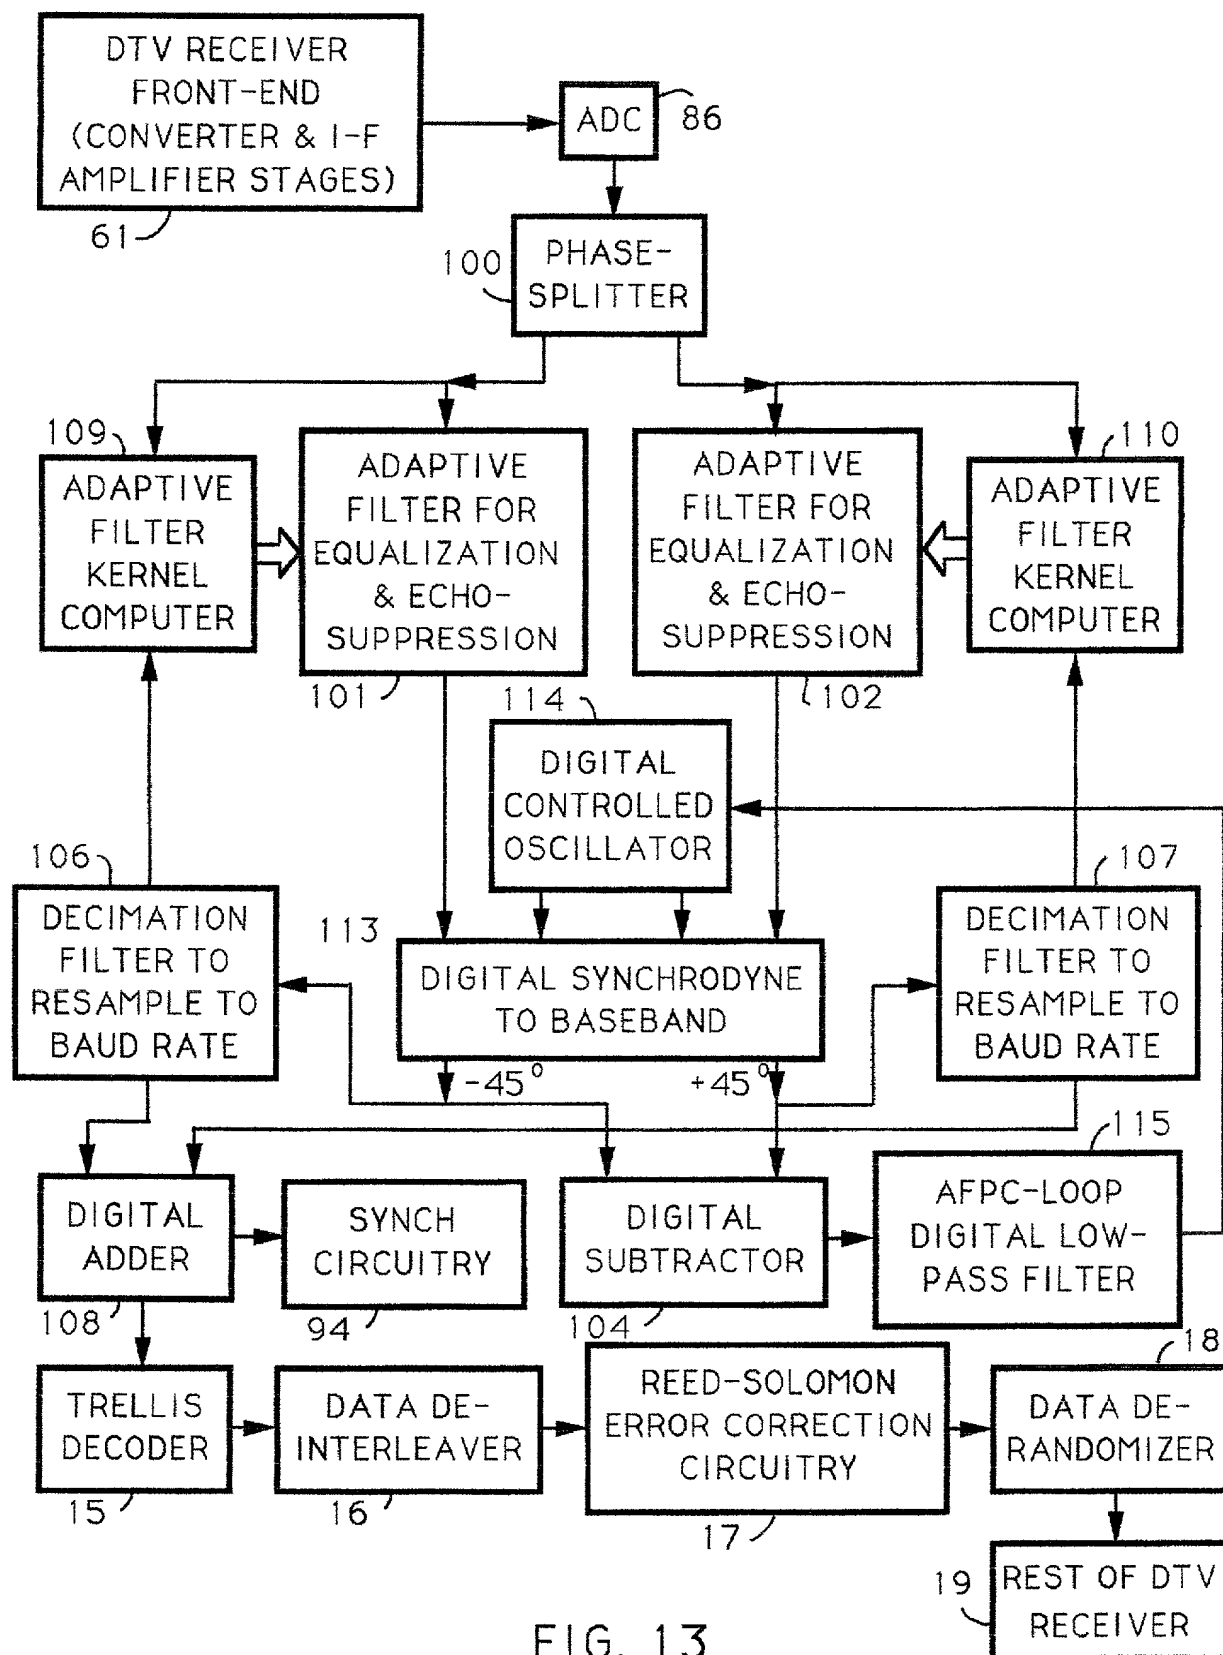 DTV RECEIVER
FRONT-END
(CONVERTER & I-F
AMPLIFIER STAGES)
61
ADC
86
PHASE-
SPLITTER
100
109
ADAPTIVE
FILTER
KERNEL
COMPUTER
ADAPTIVE
FILTER FOR
EQUALIZATION
& ECHO-
SUPPRESSION
101
ADAPTIVE
FILTER FOR
EQUALIZATION
& ECHO-
SUPPRESSION
102
110
ADAPTIVE
FILTER
KERNEL
COMPUTER
114
DIGITAL
CONTROLLED
OSCILLATOR
106
DECIMATION
FILTER TO
RESAMPLE TO
BAUD RATE
113
DIGITAL SYNCHRODYNE
TO BASEBAND
-45°
+45°
107
DECIMATION
FILTER TO
RESAMPLE TO
BAUD RATE
DIGITAL
ADDER
108
SYNCH
CIRCUITRY
94
DIGITAL
SUBTRACTOR
104
115
AFPC-LOOP
DIGITAL LOW-
PASS FILTER
TRELLIS
DECODER
15
DATA DE-
INTERLEAVER
16
REED-SOLOMON
ERROR CORRECTION
CIRCUITRY
17
18
DATA DE-
RANDOMIZER
19
REST OF DTV
RECEIVER
FIG. 13